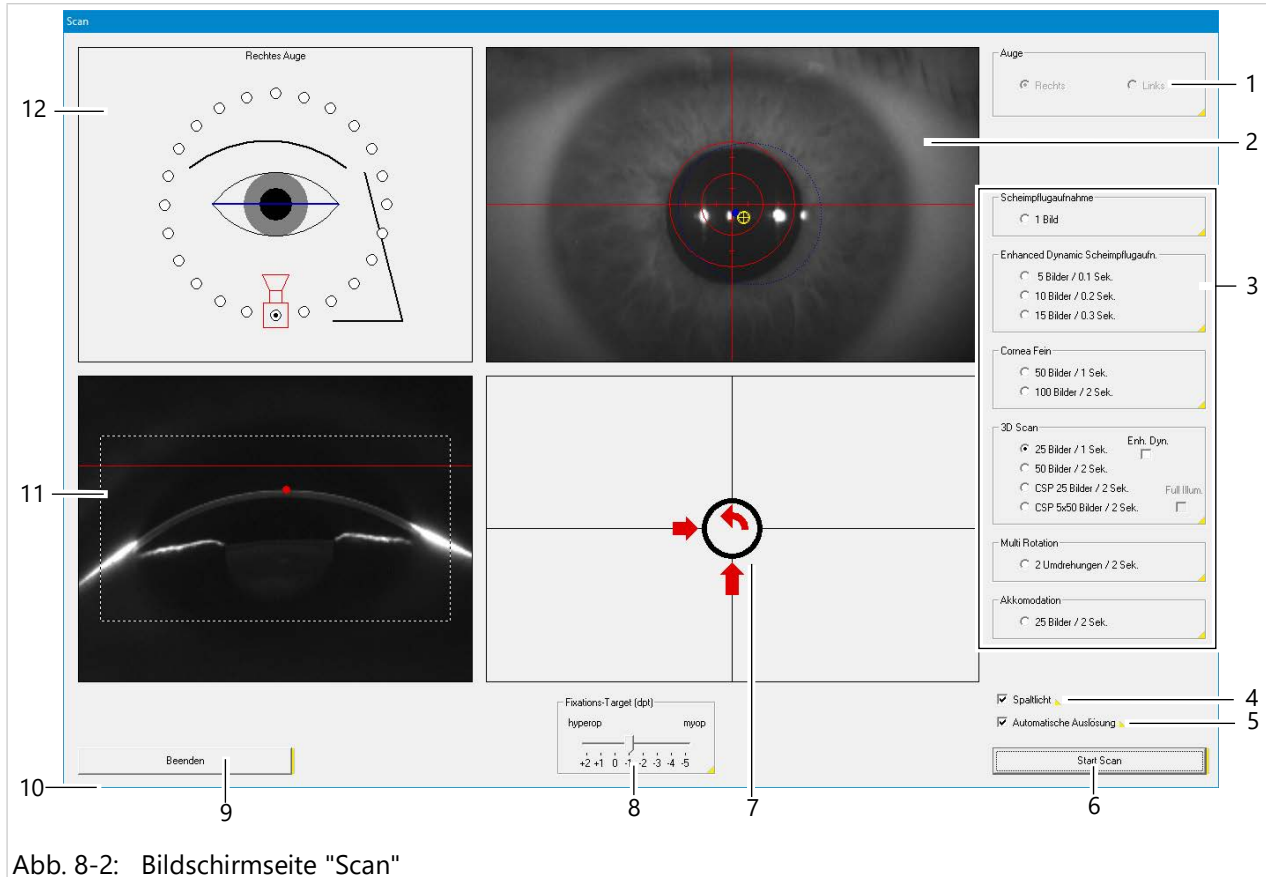 Scan
Rechtes Auge
12
Auge
Rechts
Links
1
2
Scheimpflugaufnahme
1 Bild
Enhanced Dynamic Scheimpflugaufn.
5 Bilder / 0.1 Sek.
10 Bilder / 0.2 Sek.
15 Bilder / 0.3 Sek.
3
Cornea Fein
50 Bilder / 1 Sek.
100 Bilder / 2 Sek.
3D Scan
25 Bilder / 1 Sek.
Enh. Dyn.
50 Bilder / 2 Sek.
CSP 25 Bilder / 2 Sek.
Full Illum.
CSP 5x50 Bilder / 2 Sek.
Multi Rotation
2 Umdrehungen / 2 Sek.
Akkomodation
25 Bilder / 2 Sek.
11
Spaltlicht
4
Automatische Auslösung
5
Fixations-Target (dpt)
hyperop
myop
+2 +1 0 -1 -2 -3 -4 -5
Beenden
Start Scan
10
9
8
7
6
Abb. 8-2: Bildschirmseite "Scan"